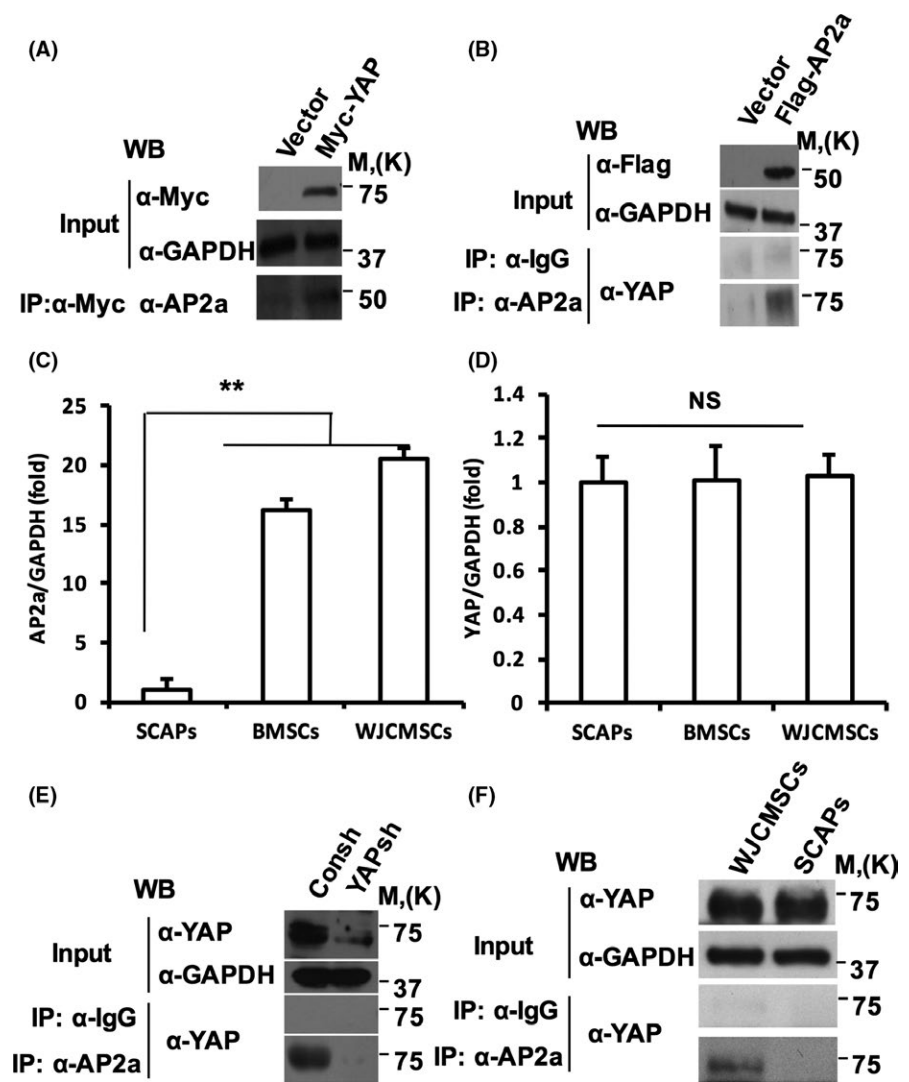 (A)
Vector
Myc-YAP
WB
M,(K)
Input
α-Myc
75
α-GAPDH
37
IP:α-Myc α-AP2a
50
(B)
Vector
Flag-AP2a
WB
M,(K)
Input
α-Flag
50
α-GAPDH
37
IP: α-IgG
75
α-YAP
IP: α-AP2a
75
(C)
**
AP2a/GAPDH (fold)
25
20
15
10
5
0
SCAPs
BMSCs
WJCMSCs
(D)
NS
YAP/GAPDH (fold)
1.4
1.2
1
0.8
0.6
0.4
0.2
0
SCAPs
BMSCs
WJCMSCs
(E)
Consh
YAPsh
WB
M,(K)
Input
α-YAP
75
α-GAPDH
37
IP: α-IgG
75
α-YAP
IP: α-AP2a
75
(F)
WJCMSCs
SCAPs
WB
M,(K)
Input
α-YAP
75
α-GAPDH
37
IP: α-IgG
75
α-YAP
IP: α-AP2a
75